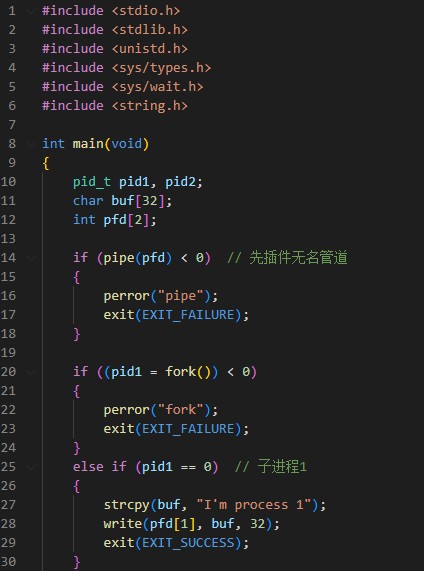 1 #include <stdio.h>
2 #include <stdlib.h>
3 #include <unistd.h>
4 #include <sys/types.h>
5 #include <sys/wait.h>
6 #include <string.h>
7
8 int main(void)
9 {
10     pid_t pid1, pid2;
11     char buf[32];
12     int pfd[2];
13
14     if (pipe(pfd) < 0)  // 先插件无名管道
15     {
16         perror("pipe");
17         exit(EXIT_FAILURE);
18     }
19
20     if ((pid1 = fork()) < 0)
21     {
22         perror("fork");
23         exit(EXIT_FAILURE);
24     }
25     else if (pid1 == 0)  // 子进程1
26     {
27         strcpy(buf, "I'm process 1");
28         write(pfd[1], buf, 32);
29         exit(EXIT_SUCCESS);
30     }